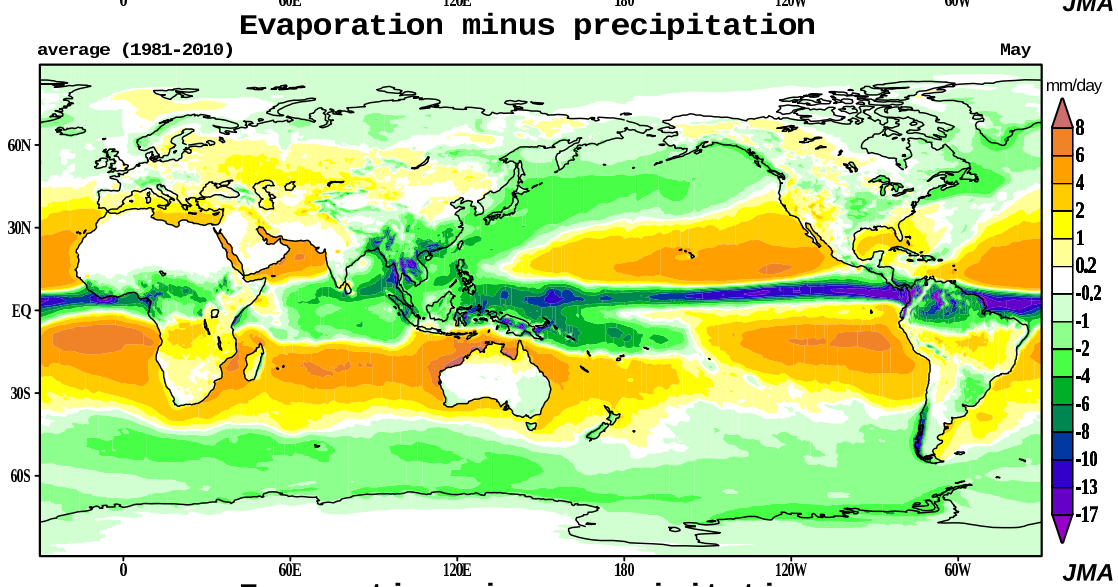 0 60E 120E 180 120W 60W JMA
Evaporation minus precipitation
average (1981-2010) May
mm/day
8
6
60N
4
2
30N
1
0.2
-0.2
EQ
-1
-2
-4
30S
-6
-8
-10
60S
-13
-17
0 60E 120E 180 120W 60W
JMA